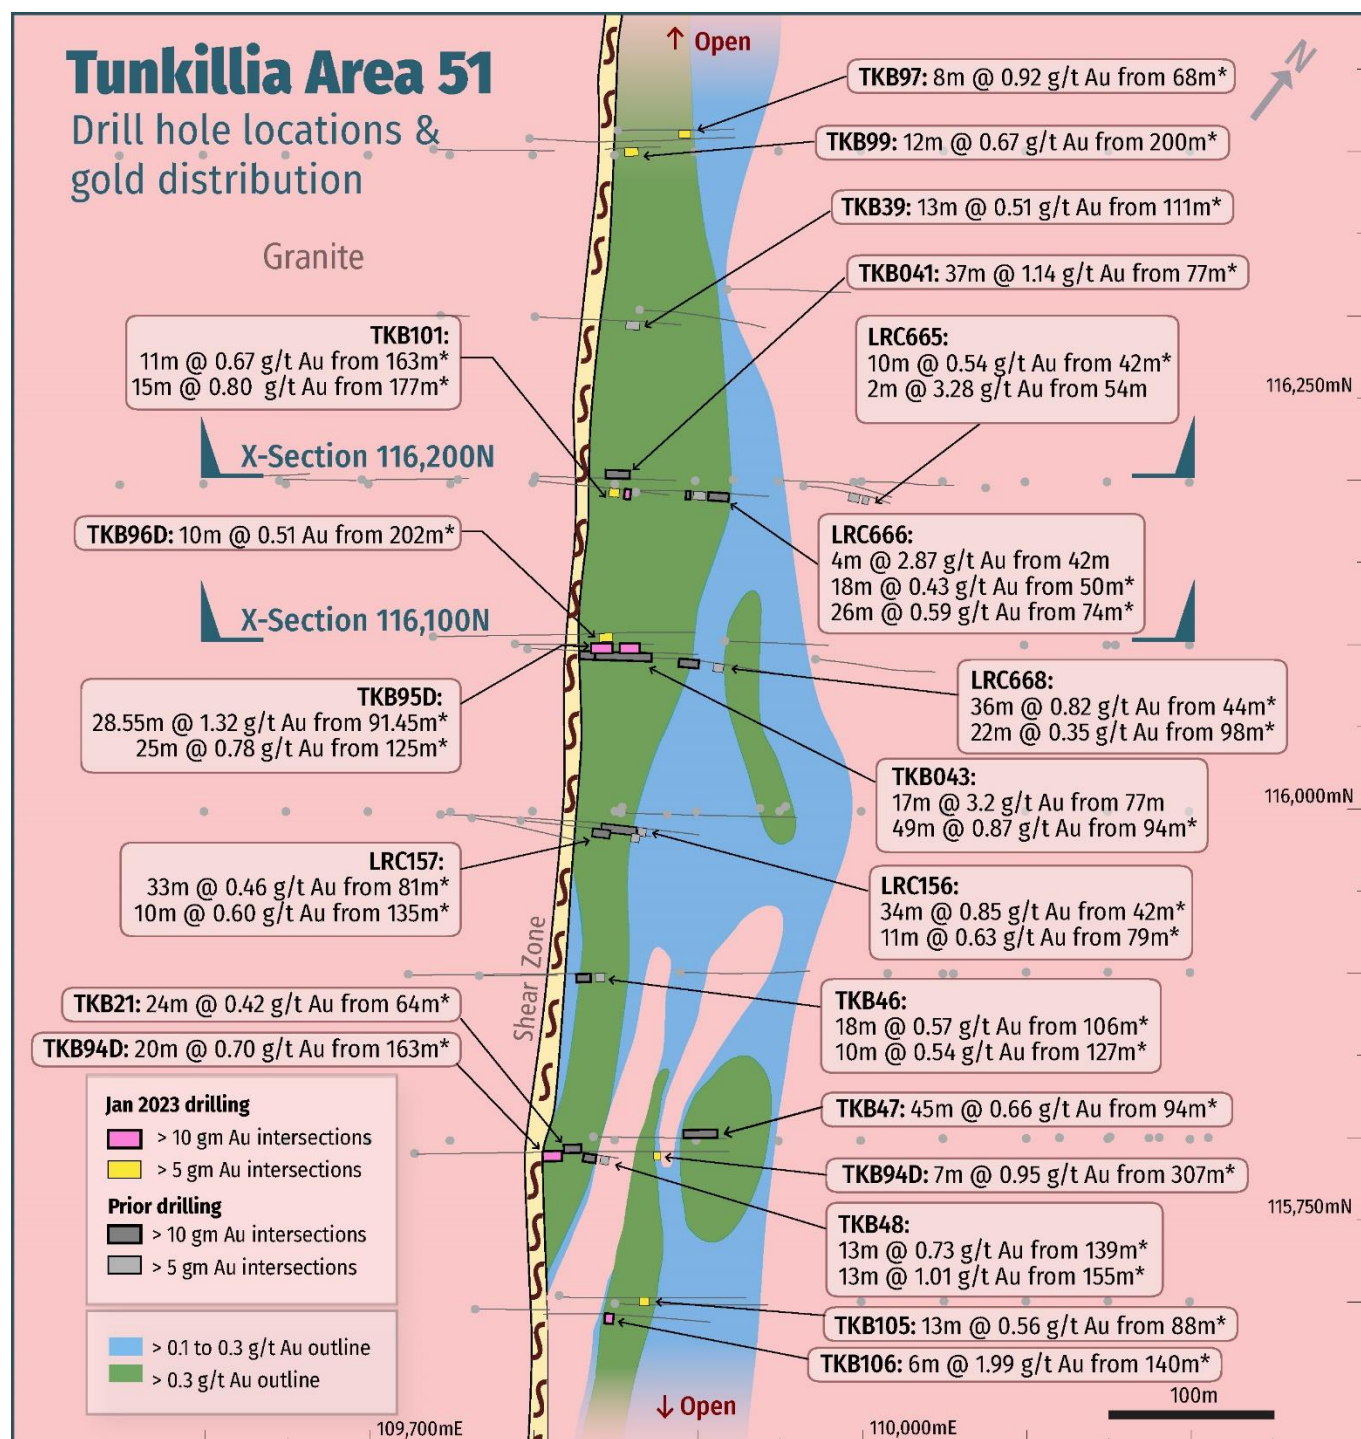 Tunkillia Area 51
Drill hole locations &
gold distribution
↑ Open
N
TKB97: 8m @ 0.92 g/t Au from 68m*
TKB99: 12m @ 0.67 g/t Au from 200m*
TKB39: 13m @ 0.51 g/t Au from 111m*
Granite
TKB041: 37m @ 1.14 g/t Au from 77m*
TKB101:
11m @ 0.67 g/t Au from 163m*
15m @ 0.80 g/t Au from 177m*
LRC665:
10m @ 0.54 g/t Au from 42m*
2m @ 3.28 g/t Au from 54m
116,250mN
X-Section 116,200N
TKB96D: 10m @ 0.51 Au from 202m*
LRC666:
4m @ 2.87 g/t Au from 42m
18m @ 0.43 g/t Au from 50m*
26m @ 0.59 g/t Au from 74m*
X-Section 116,100N
TKB95D:
28.55m @ 1.32 g/t Au from 91.45m*
25m @ 0.78 g/t Au from 125m*
LRC668:
36m @ 0.82 g/t Au from 44m*
22m @ 0.35 g/t Au from 98m*
TKB043:
17m @ 3.2 g/t Au from 77m
49m @ 0.87 g/t Au from 94m*
116,000mN
LRC157:
33m @ 0.46 g/t Au from 81m*
10m @ 0.60 g/t Au from 135m*
LRC156:
34m @ 0.85 g/t Au from 42m*
11m @ 0.63 g/t Au from 79m*
Shear Zone
TKB21: 24m @ 0.42 g/t Au from 64m*
TKB94D: 20m @ 0.70 g/t Au from 163m*
TKB46:
18m @ 0.57 g/t Au from 106m*
10m @ 0.54 g/t Au from 127m*
TKB47: 45m @ 0.66 g/t Au from 94m*
TKB94D: 7m @ 0.95 g/t Au from 307m*
TKB48:
13m @ 0.73 g/t Au from 139m*
13m @ 1.01 g/t Au from 155m*
115,750mN
TKB105: 13m @ 0.56 g/t Au from 88m*
TKB106: 6m @ 1.99 g/t Au from 140m*
Jan 2023 drilling
> 10 gm Au intersections
> 5 gm Au intersections
Prior drilling
> 10 gm Au intersections
> 5 gm Au intersections
> 0.1 to 0.3 g/t Au outline
> 0.3 g/t Au outline
↓ Open
100m
109,700mE
110,000mE